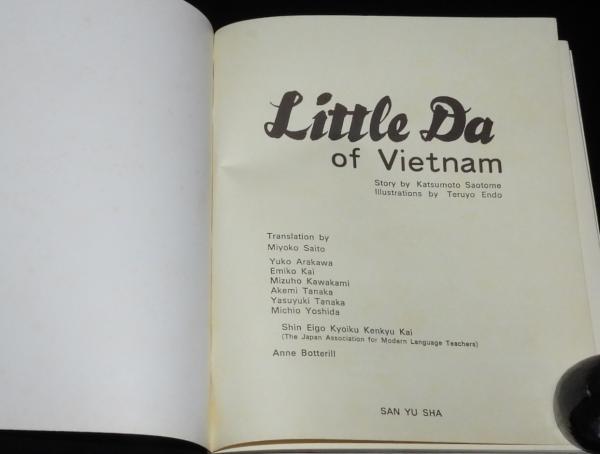 Little Da
of Vietnam
Story by Katsumoto Saotome
Illustrations by Teruyo Endo
Translation by
Miyoko Saito
Yuko Arakawa
Emiko Kai
Mizuho Kawakami
Akemi Tanaka
Yasuyuki Tanaka
Michio Yoshida
Shin Eigo Kyoiku Kenkyu Kai
(The Japan Association for Modern Language Teachers)
Anne Botterill
SAN YU SHA